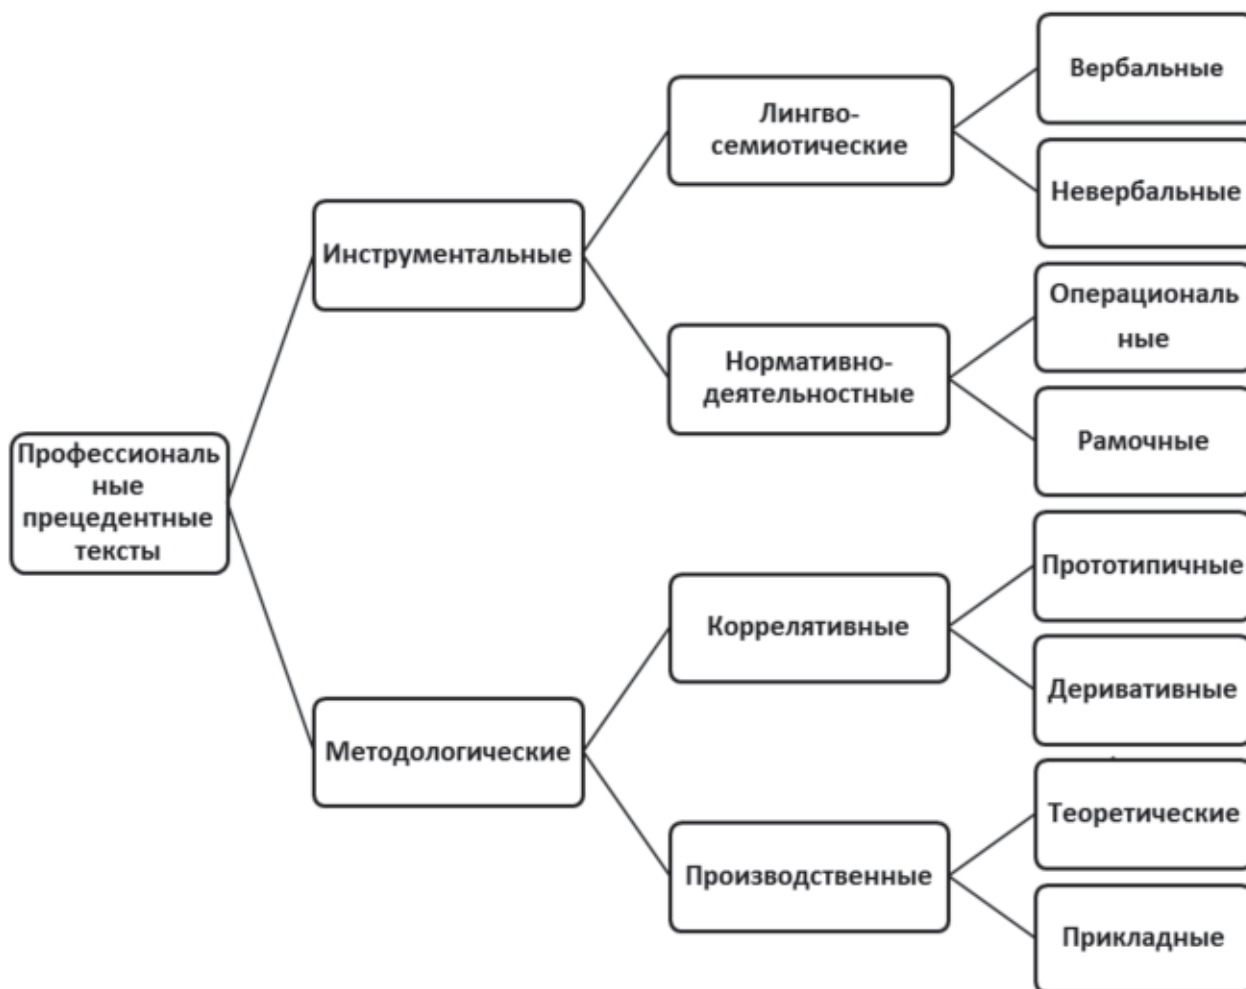 Профессиональ
ные
прецедентные
тексты
Инструментальные
Методологические
Лингво-
семиотические
Нормативно-
деятельностные
Коррелятивные
Производственные
Вербальные
Невербальные
Операциональ
ные
Рамочные
Прототипичные
Деривативные
Теоретические
Прикладные